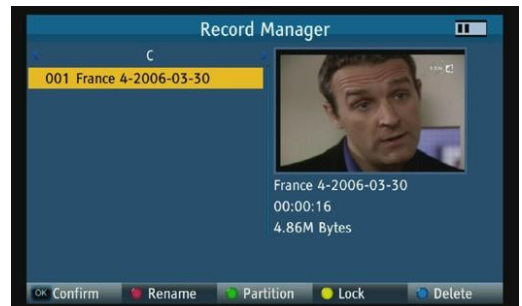 Record Manager
C
001 France 4-2006-03-30
France 4-2006-03-30
00:00:16
4.86M Bytes
OK Confirm Rename Partition Lock Delete